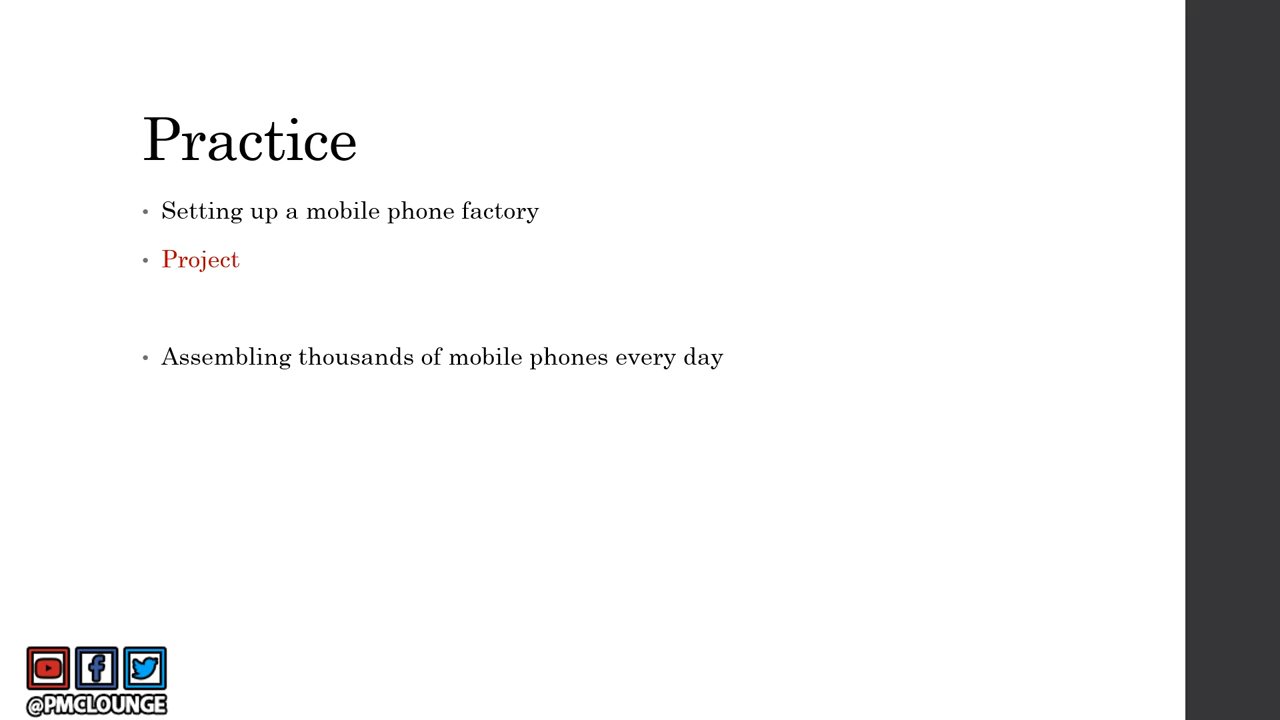 Practice
• Setting up a mobile phone factory
• Project
• Assembling thousands of mobile phones every day
@PMCLOUNGE